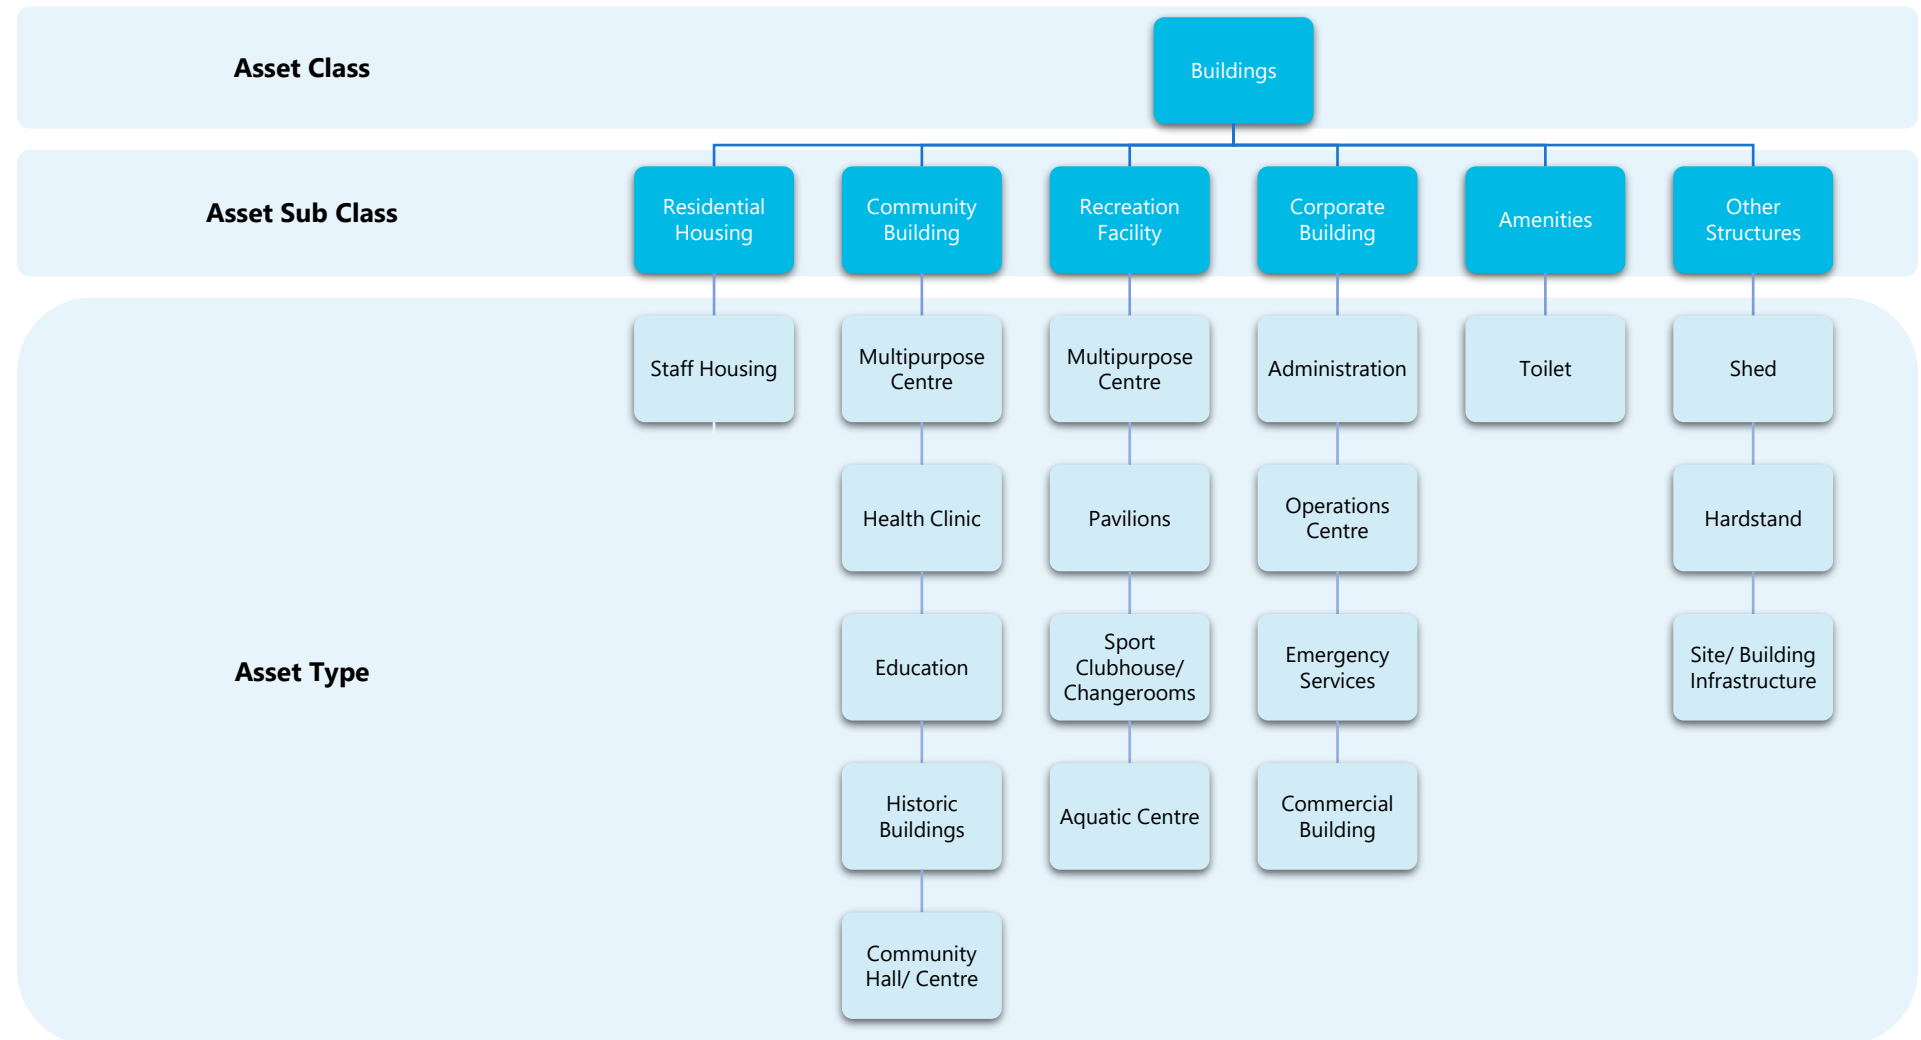 Asset Class
Buildings
Asset Sub Class
Residential
Housing
Community
Building
Recreation
Facility
Corporate
Building
Amenities
Other
Structures
Asset Type
Staff Housing
Multipurpose
Centre
Multipurpose
Centre
Administration
Toilet
Shed
Health Clinic
Pavilions
Operations
Centre
Hardstand
Education
Sport
Clubhouse/
Changerooms
Emergency
Services
Site/ Building
Infrastructure
Historic
Buildings
Aquatic Centre
Commercial
Building
Community
Hall/ Centre